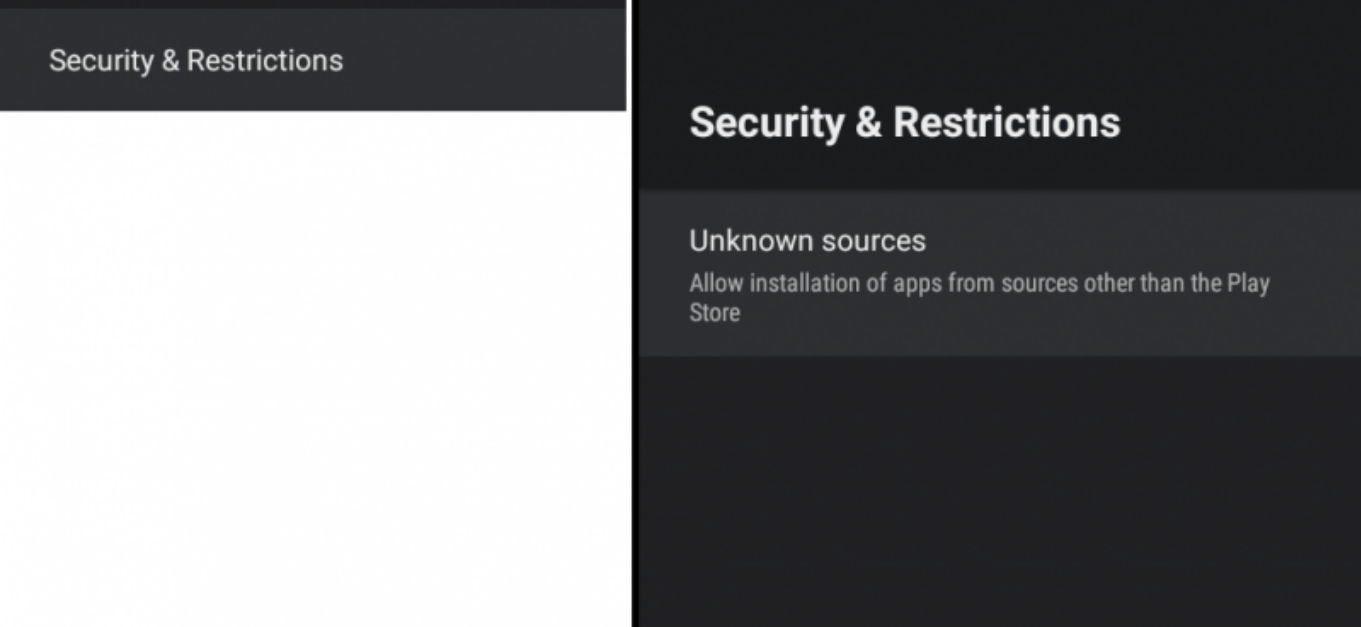 Security & Restrictions
Security & Restrictions
Unknown sources
Allow installation of apps from sources other than the Play
Store